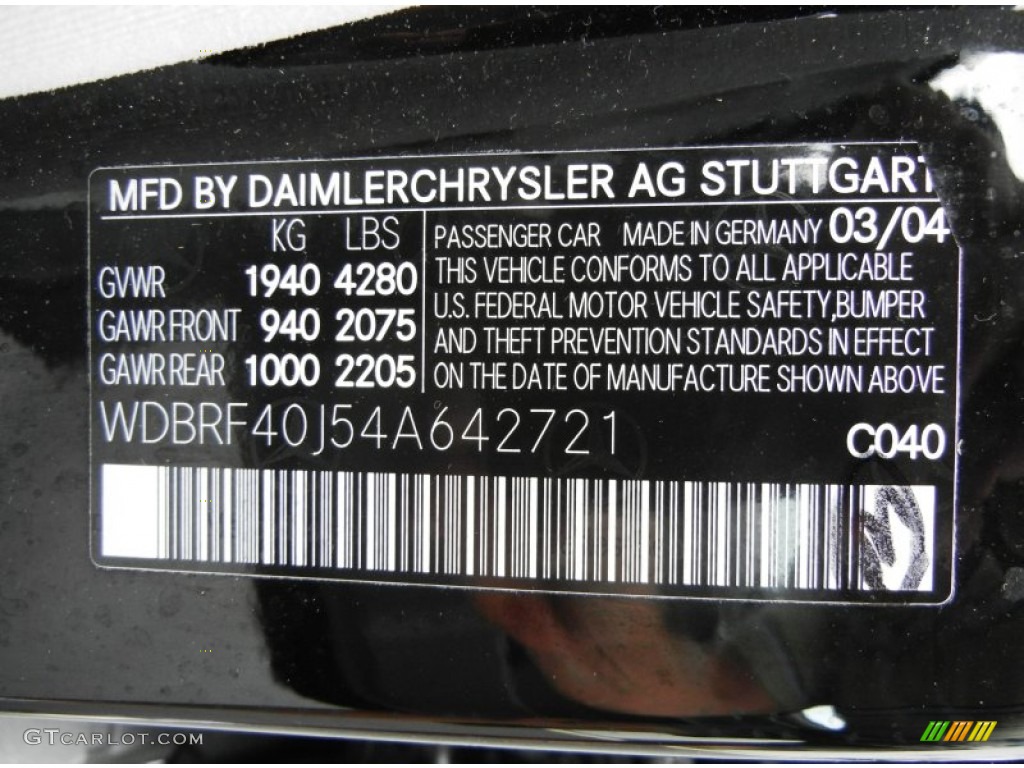 MFD BY DAIMLERCHRYSLER AG STUTTGART
KG LBS
GVWR 1940 4280
GAWR FRONT 940 2075
GAWR REAR 1000 2205
PASSENGER CAR MADE IN GERMANY 03/04
THIS VEHICLE CONFORMS TO ALL APPLICABLE
U.S. FEDERAL MOTOR VEHICLE SAFETY,BUMPER
AND THEFT PREVENTION STANDARDS IN EFFECT
ON THE DATE OF MANUFACTURE SHOWN ABOVE
WDBRF40J54A642721
C040
GTCARLOT.COM